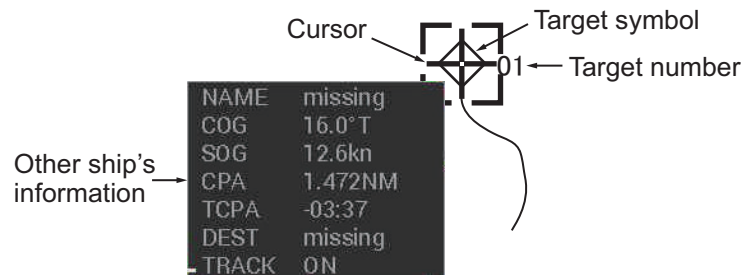 Target symbol
Cursor
01
Target number
NAME missing
COG 16.0°T
SOG 12.6kn
Other ship's
information
CPA 1.472NM
TCPA -03:37
DEST missing
TRACK ON